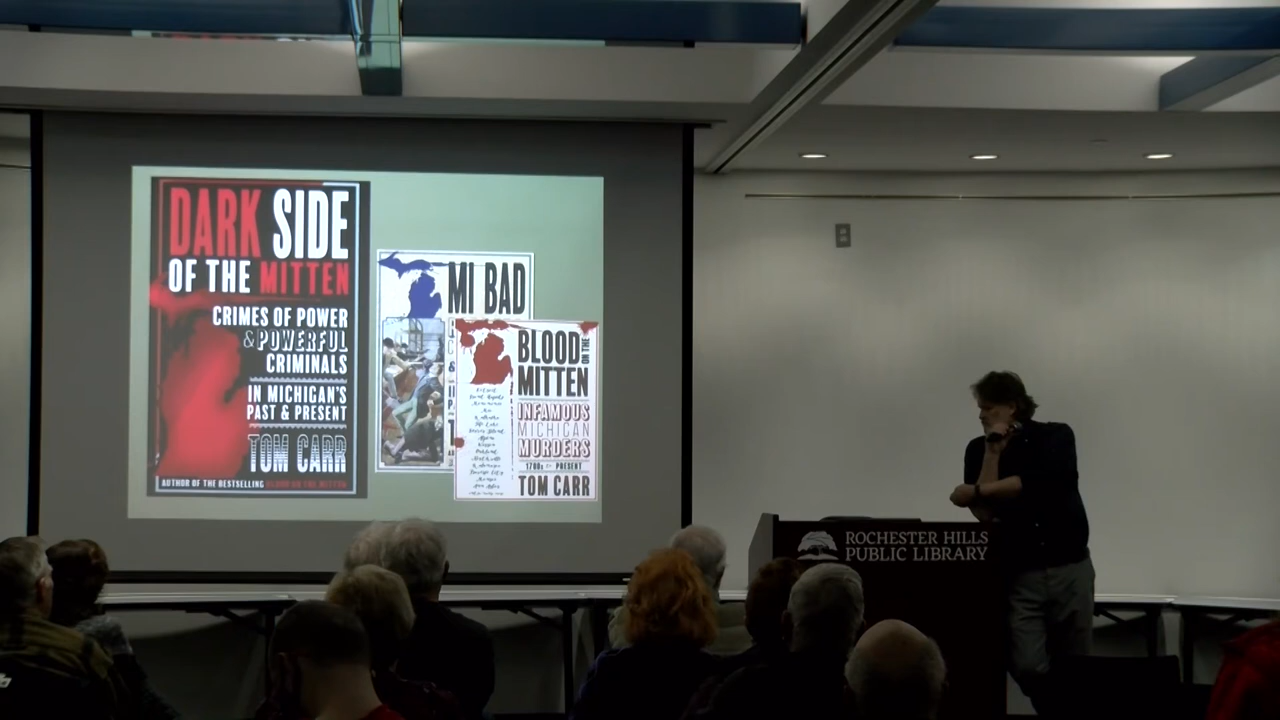 DARK SIDE
OF THE MITTEN
CRIMES OF POWER
& POWERFUL
CRIMINALS
IN MICHIGAN'S
PAST & PRESENT
TOM CARR
AUTHOR OF THE BESTSELLING BLOOD ON THE MITTEN
MI BAD
BLOOD ON THE
MITTEN
INFAMOUS
MICHIGAN
MURDERS
1700s TO PRESENT
TOM CARR
ROCHESTER HILLS
PUBLIC LIBRARY